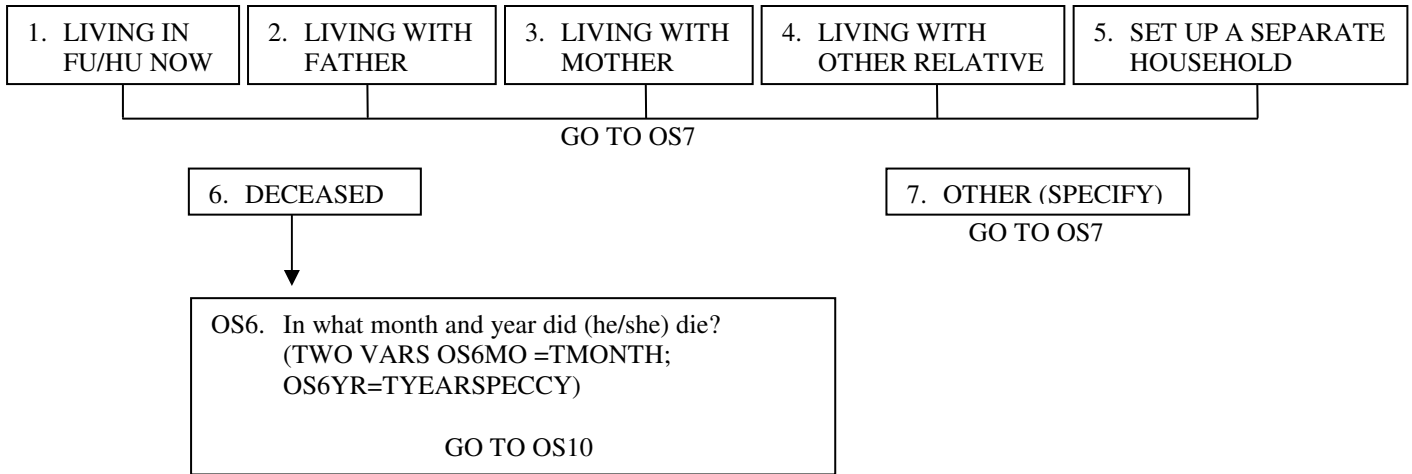 1. LIVING IN FU/HU NOW
2. LIVING WITH FATHER
3. LIVING WITH MOTHER
4. LIVING WITH OTHER RELATIVE
5. SET UP A SEPARATE HOUSEHOLD
GO TO OS7
6. DECEASED
7. OTHER (SPECIFY)
GO TO OS7
OS6. In what month and year did (he/she) die?
(TWO VARS OS6MO =TMONTH;
OS6YR=TYEARSPECCY)
GO TO OS10